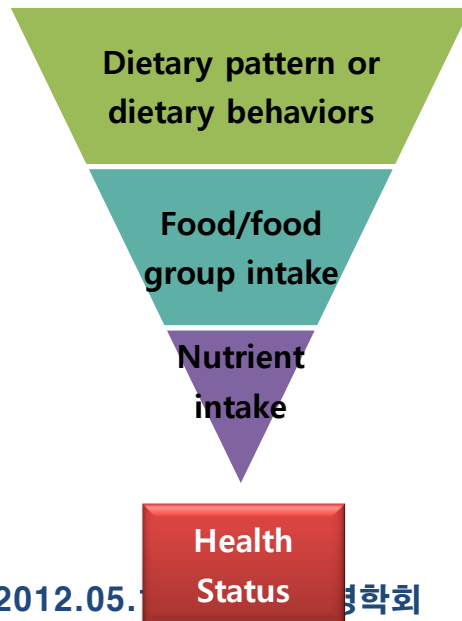 Dietary pattern or
dietary behaviors
Food/food
group intake
Nutrient
intake
Health
Status
2012.05.